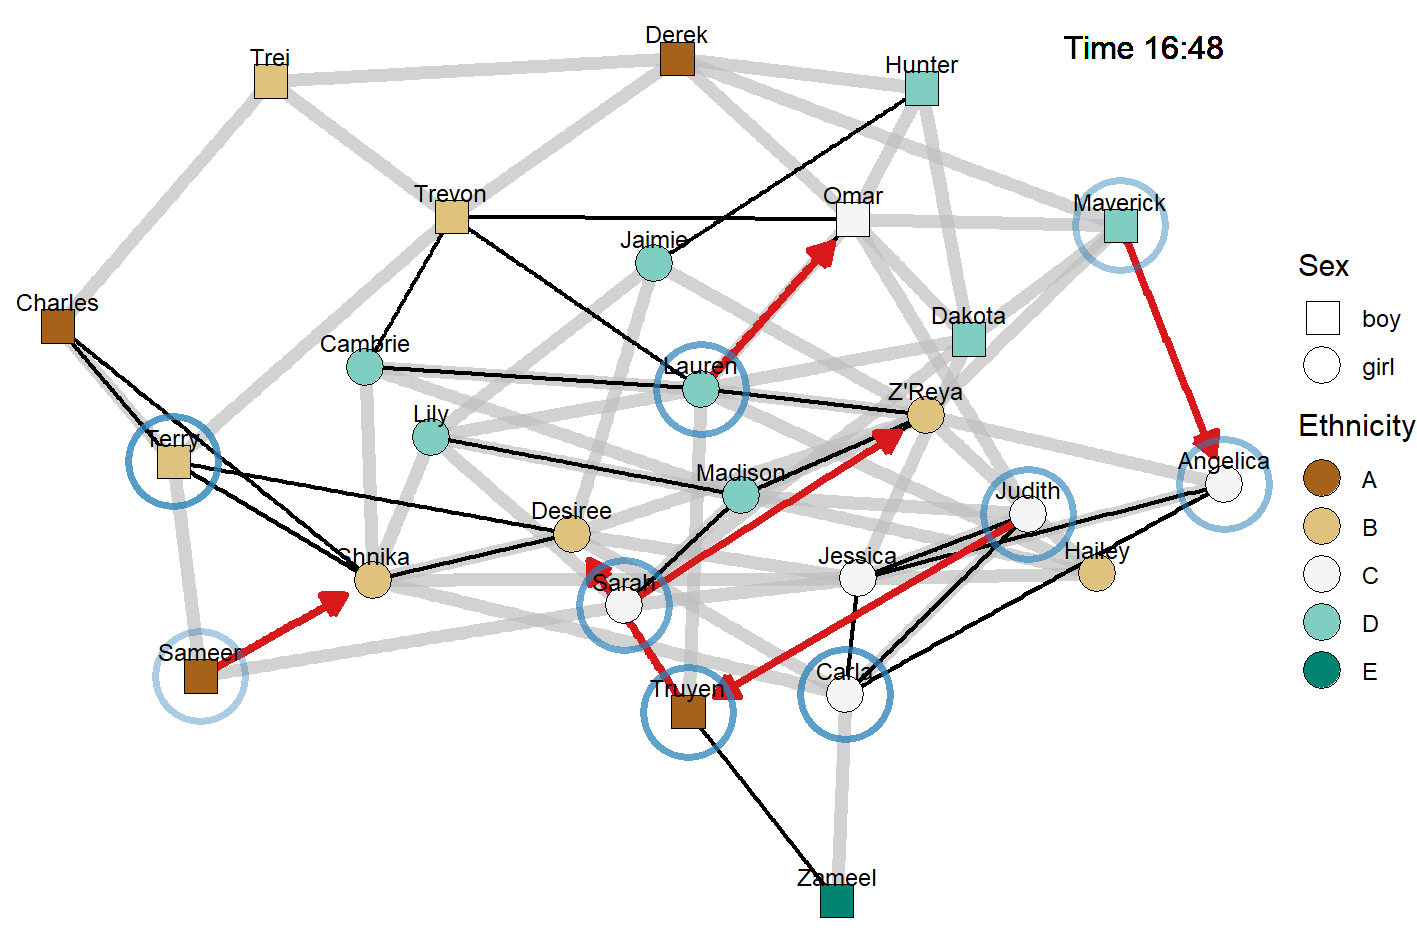 Time 16:48
Derek
Trei
Hunter
Trevon
Omar
Maverick
Jaimie
Charles
Dakota
Cambrie
Lauren
Z'Reya
Lily
Terry
Madison
Angelica
Judith
Desiree
Shnika
Sarah
Jessica
Hailey
Sameer
Truyen
Carla
Zameel
Sex
boy
girl
Ethnicity
A
B
C
D
E